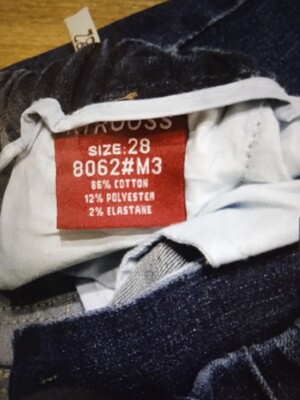 SIZE:28
8062#M3
86% COTTON
12% POLYESTER
2% ELASTANE